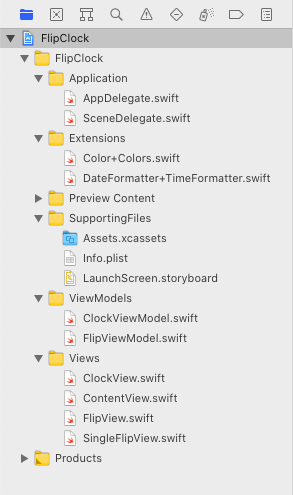 FlipClock
FlipClock
Application
AppDelegate.swift
SceneDelegate.swift
Extensions
Color+Colors.swift
DateFormatter+TimeFormatter.swift
Preview Content
SupportingFiles
Assets.xcassets
Info.plist
LaunchScreen.storyboard
ViewModels
ClockViewModel.swift
FlipViewModel.swift
Views
ClockView.swift
ContentView.swift
FlipView.swift
SingleFlipView.swift
Products